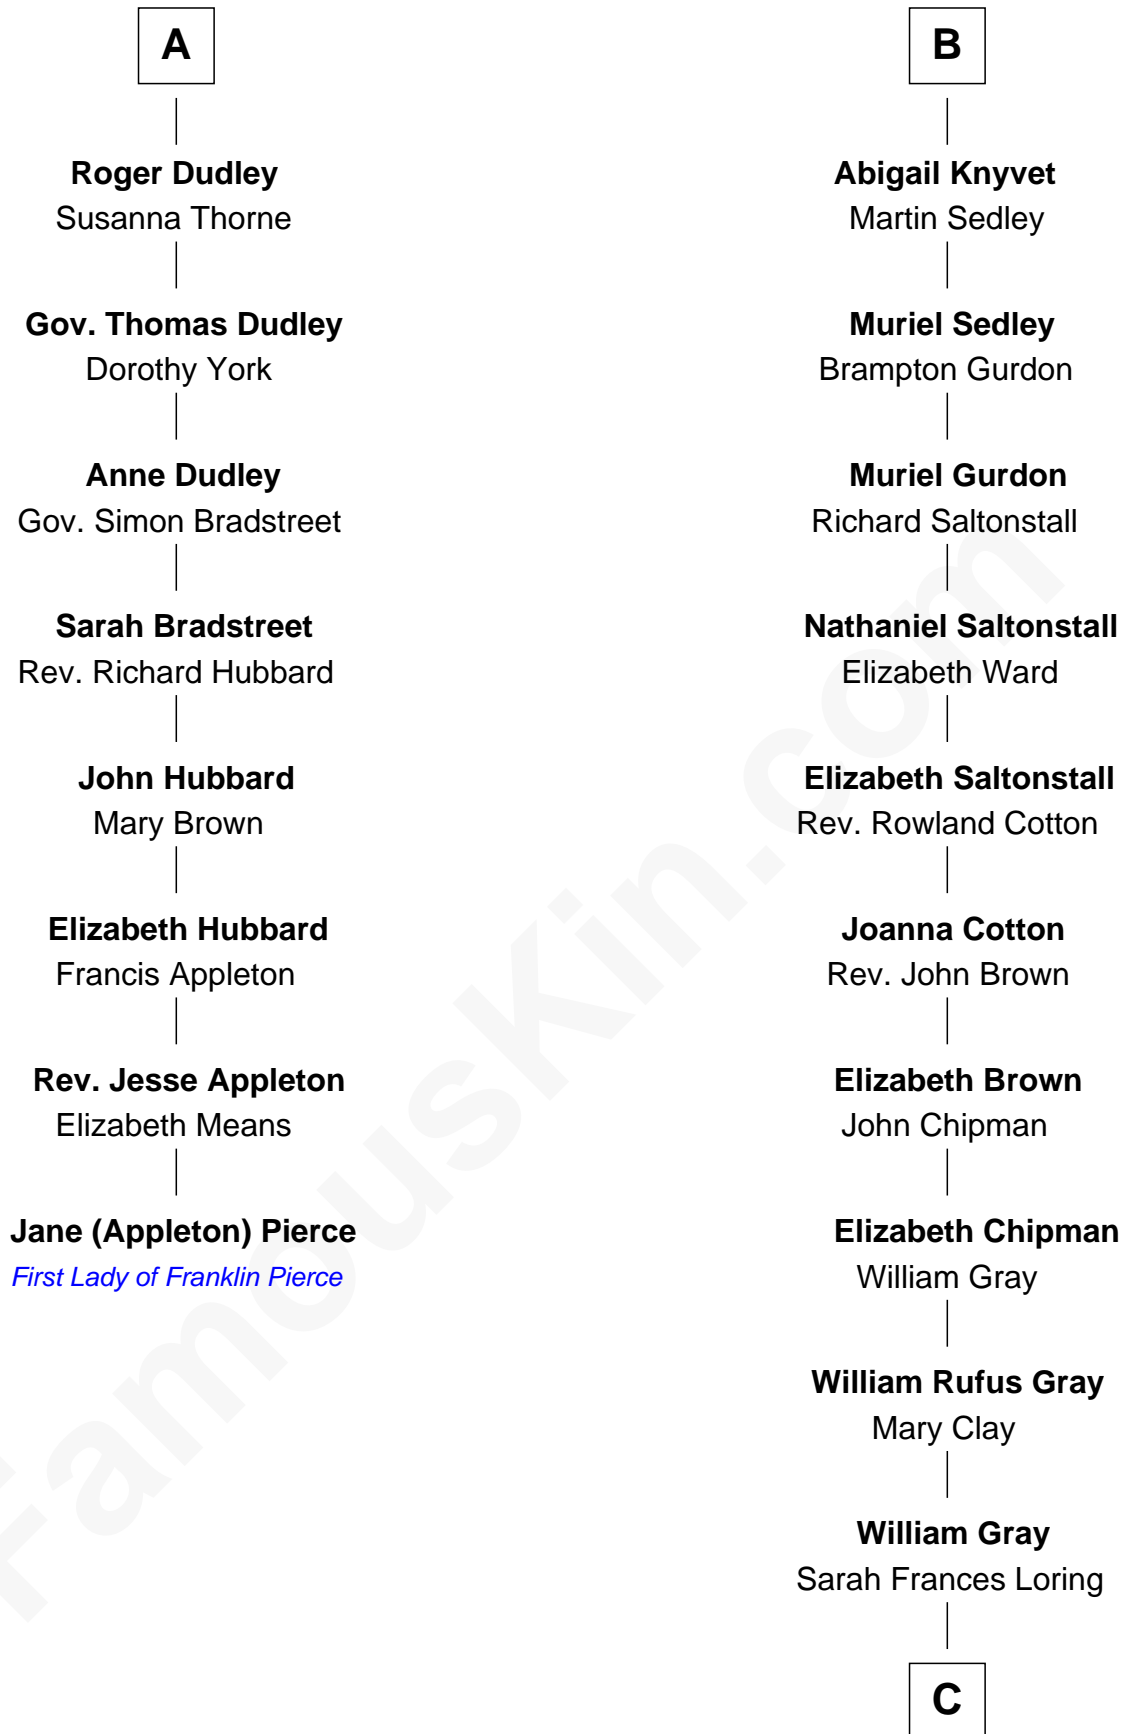 A
Roger Dudley
Susanna Thorne
Gov. Thomas Dudley
Dorothy York
Anne Dudley
Gov. Simon Bradstreet
Sarah Bradstreet
Rev. Richard Hubbard
John Hubbard
Mary Brown
Elizabeth Hubbard
Francis Appleton
Rev. Jesse Appleton
Elizabeth Means
Jane (Appleton) Pierce
First Lady of Franklin Pierce
B
Abigail Knyvet
Martin Sedley
Muriel Sedley
Brampton Gurdon
Muriel Gurdon
Richard Saltonstall
Nathaniel Saltonstall
Elizabeth Ward
Elizabeth Saltonstall
Rev. Rowland Cotton
Joanna Cotton
Rev. John Brown
Elizabeth Brown
John Chipman
Elizabeth Chipman
William Gray
William Rufus Gray
Mary Clay
William Gray
Sarah Frances Loring
C
FamousKin.com